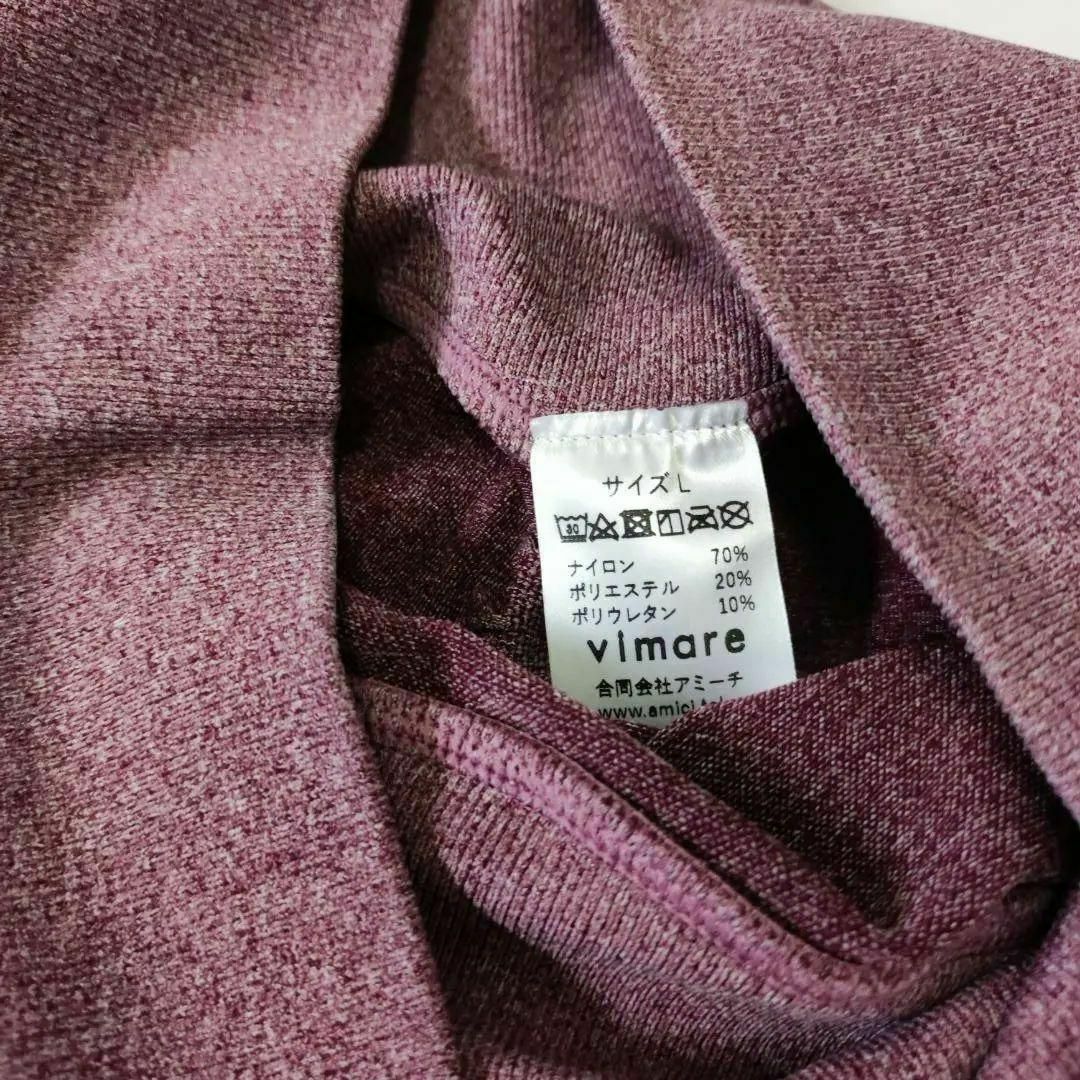 サイズ L
30
ナイロン 70%
ポリエステル 20%
ポリウレタン 10%
vimare
合同会社アミーチ